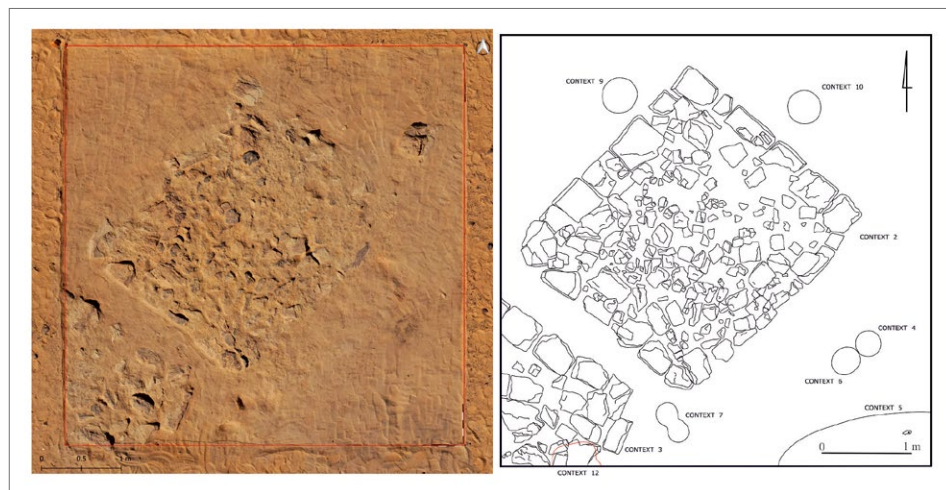 0
0.5
1 m
CONTEXT 9
CONTEXT 10
CONTEXT 2
CONTEXT 4
CONTEXT 6
CONTEXT 7
CONTEXT 5
CONTEXT 3
CONTEXT 12
0
1 m